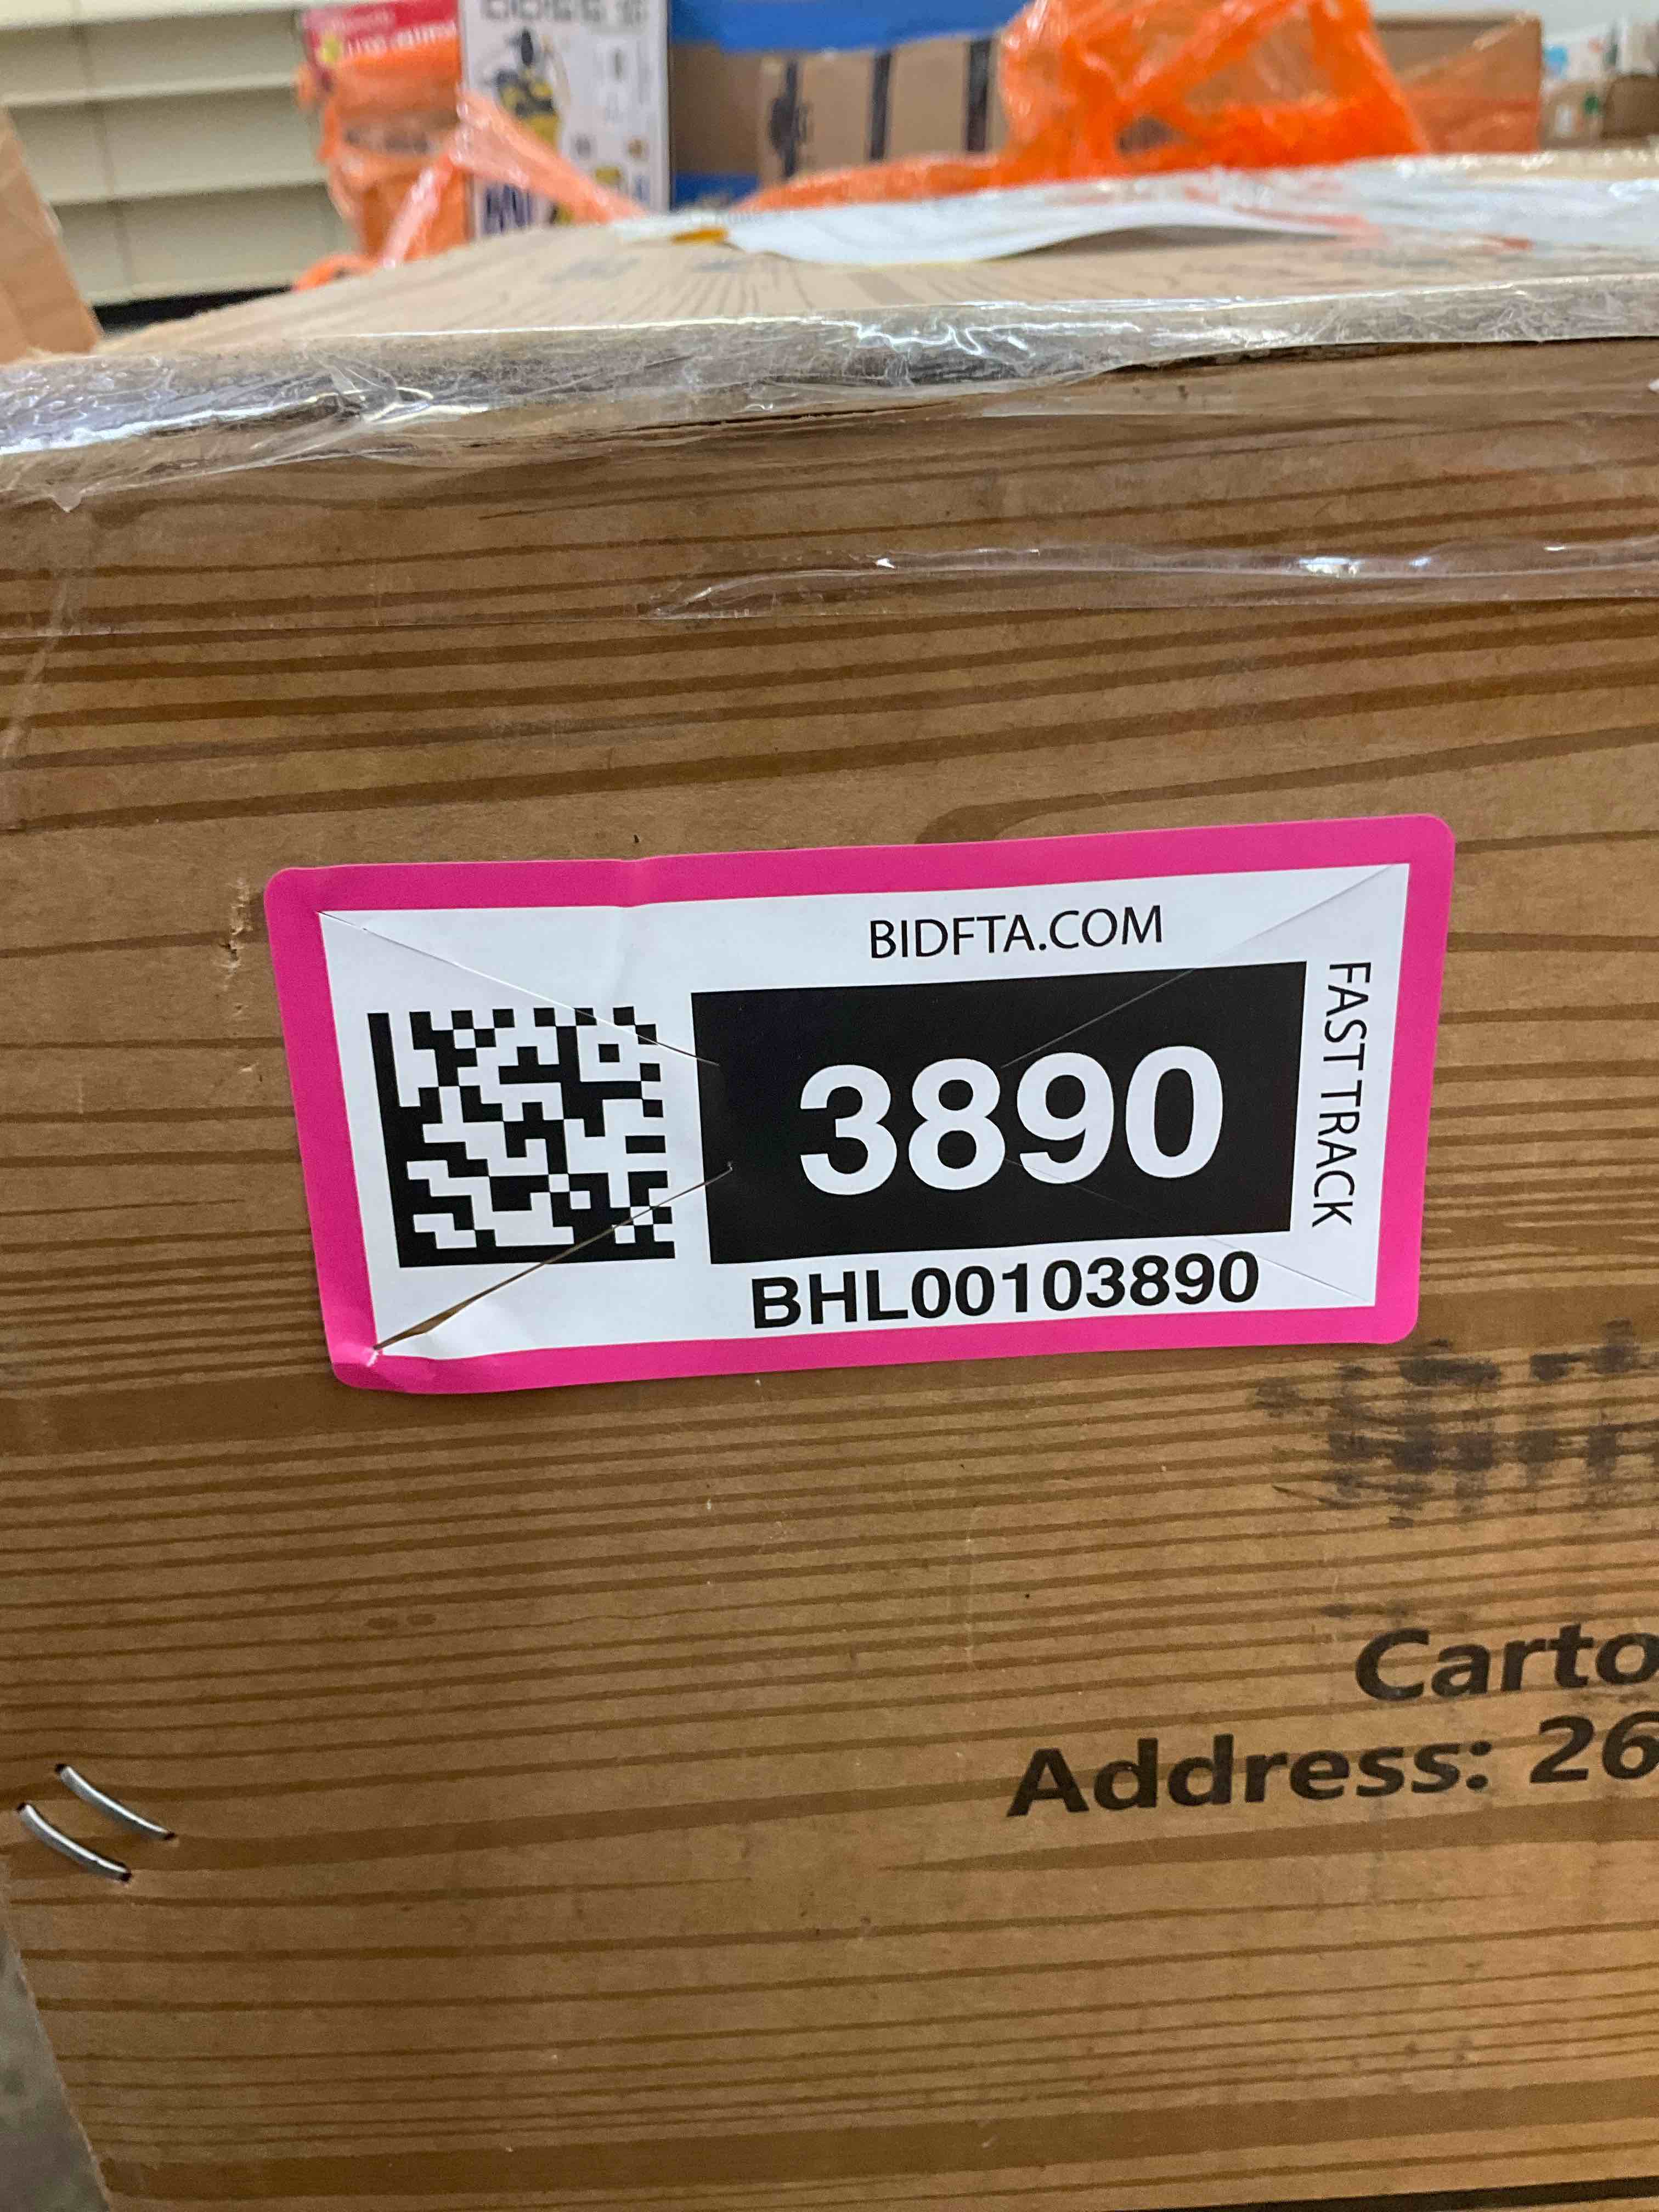 BIDFTA.COM
3890
FAST TRACK
BHL00103890
Carto
Address: 26